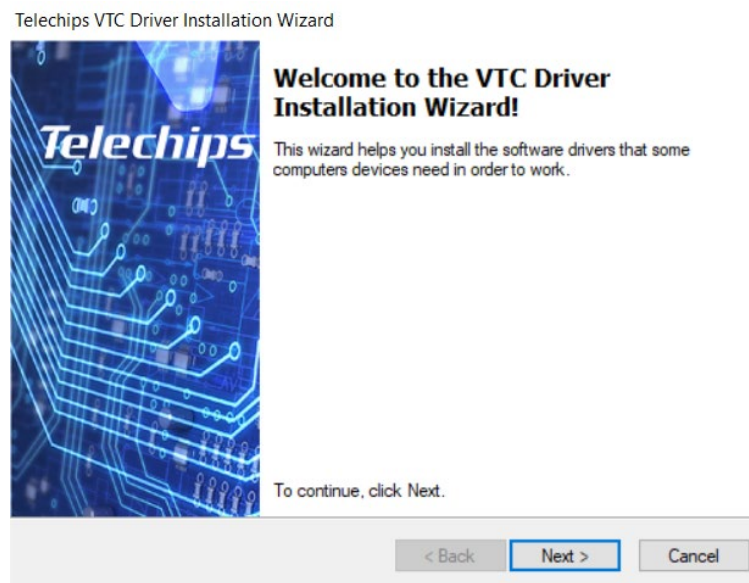 Telechips VTC Driver Installation Wizard
Telechips
Welcome to the VTC Driver
Installation Wizard!
This wizard helps you install the software drivers that some
computers devices need in order to work.
To continue, click Next.
< Back
Next >
Cancel